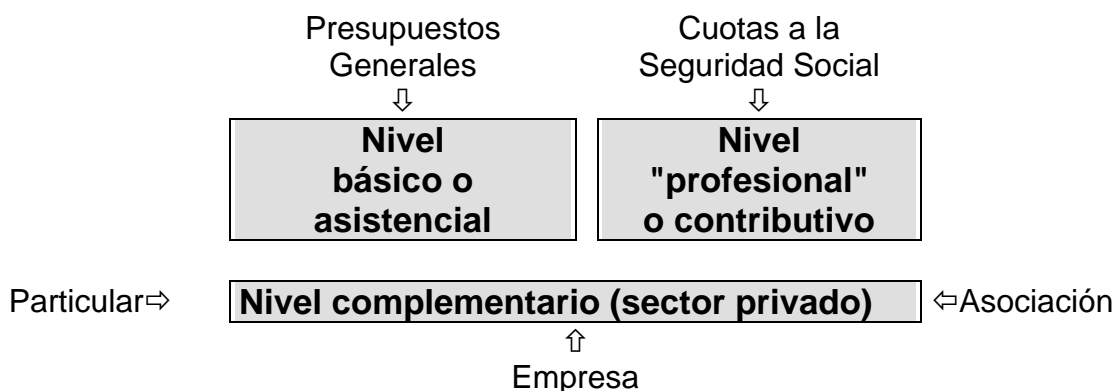 Presupuestos
Generales
⇩
Cuotas a la
Seguridad Social
⇩
Nivel
básico o
asistencial
Nivel
"profesional"
o contributivo
Particular⇨
Nivel complementario (sector privado)
⇦Asociación
⇧
Empresa